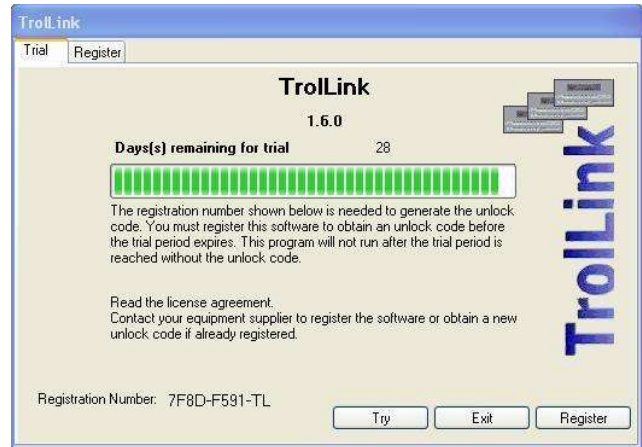 TrolLink
Trial Register
TrolLink
1.6.0
Days(s) remaining for trial 28
The registration number shown below is needed to generate the unlock
code. You must register this software to obtain an unlock code before
the trial period expires. This program will not run after the trial period is
reached without the unlock code.
Read the license agreement.
Contact your equipment supplier to register the software or obtain a new
unlock code if already registered.
TrolLink
Registration Number: 7F8D-F591-TL
Try Exit Register